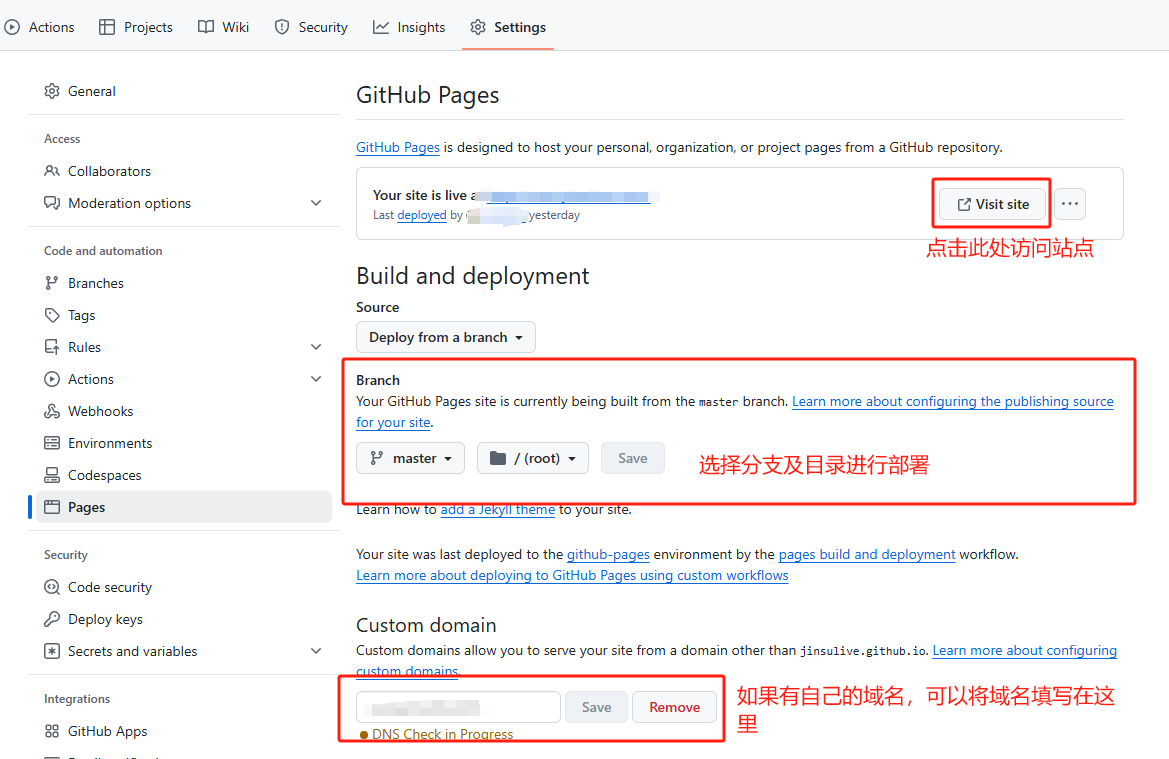 Actions Projects Wiki Security Insights Settings
General
Access
Collaborators
Moderation options
Code and automation
Branches
Tags
Rules
Actions
Webhooks
Environments
Codespaces
Pages
Security
Code security
Deploy keys
Secrets and variables
Integrations
GitHub Apps
GitHub Pages
GitHub Pages is designed to host your personal, organization, or project pages from a GitHub repository.
Your site is live
Last deployed by yesterday
Visit site
点击此处访问站点
Build and deployment
Source
Deploy from a branch
Branch
Your GitHub Pages site is currently being built from the master branch. Learn more about configuring the publishing source
for your site.
master / (root) Save
选择分支及目录进行部署
Learn how to add a Jekyll theme to your site.
Your site was last deployed to the github-pages environment by the pages build and deployment workflow.
Learn more about deploying to GitHub Pages using custom workflows
Custom domain
Custom domains allow you to serve your site from a domain other than jinsulive.github.io. Learn more about configuring
custom domains.
Save Remove
DNS Check in Progress
如果有自己的域名，可以将域名填写在这
里